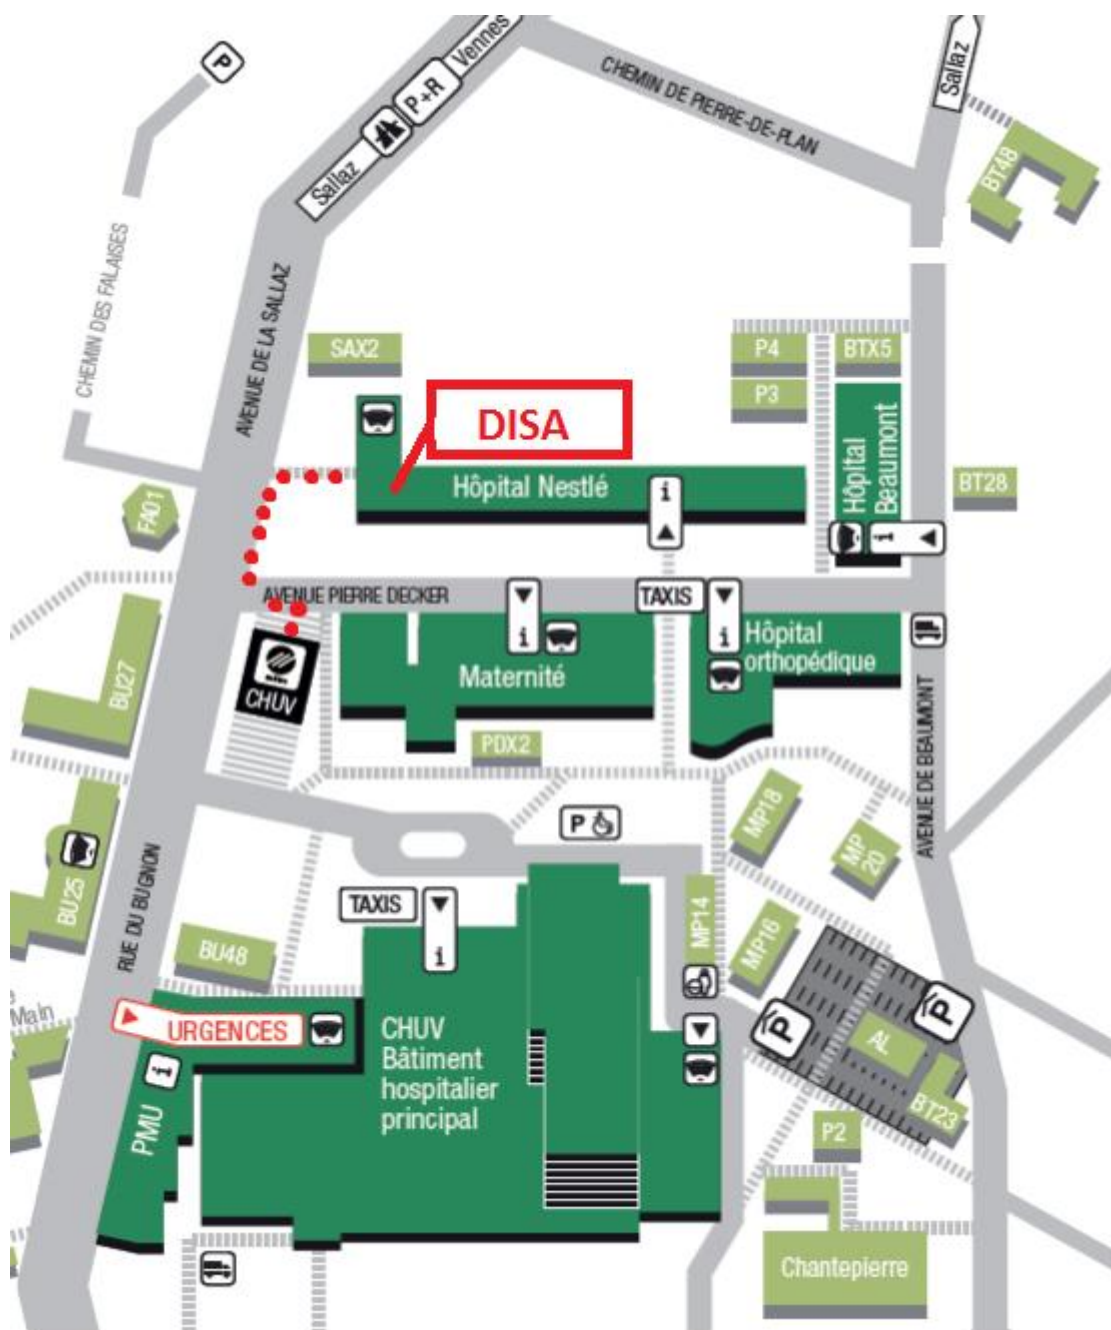 P
Sallaz
P+R
Vennes
CHEMIN DE PIERRE-DE-PLAN
Sallaz
BT48
CHEMIN DES FALAISES
AVENUE DE LA SALLAZ
SAX2
P4
BTX5
P3
DISA
Hôpital Nestlé
i
Hôpital
Beaumont
i
BT28
FA01
AVENUE PIERRE DECKER
TAXIS
i
i
Hôpital
orthopédique
Maternité
CHUV
BU27
PDX2
AVENUE DE BEAUMONT
MP18
MP
20
P
BU25
RUE DU BUGNON
TAXIS
i
MP14
MP16
BU48
Main
URGENCES
i
PMU
CHUV
Bâtiment
hospitalier
principal
P
P
AL
BT23
P2
Chantepierre